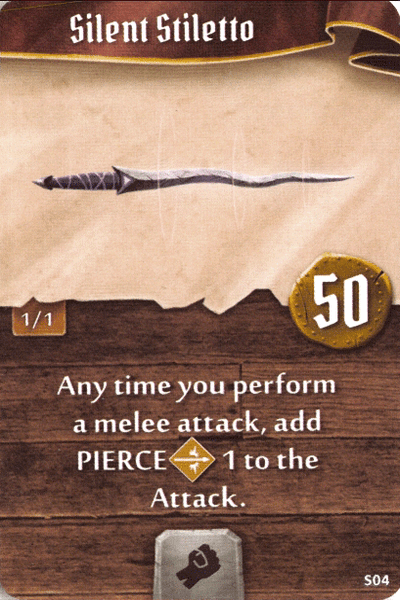 Silent Stiletto
50
1/1
Any time you perform
a melee attack, add
PIERCE 1 to the
Attack.
S04